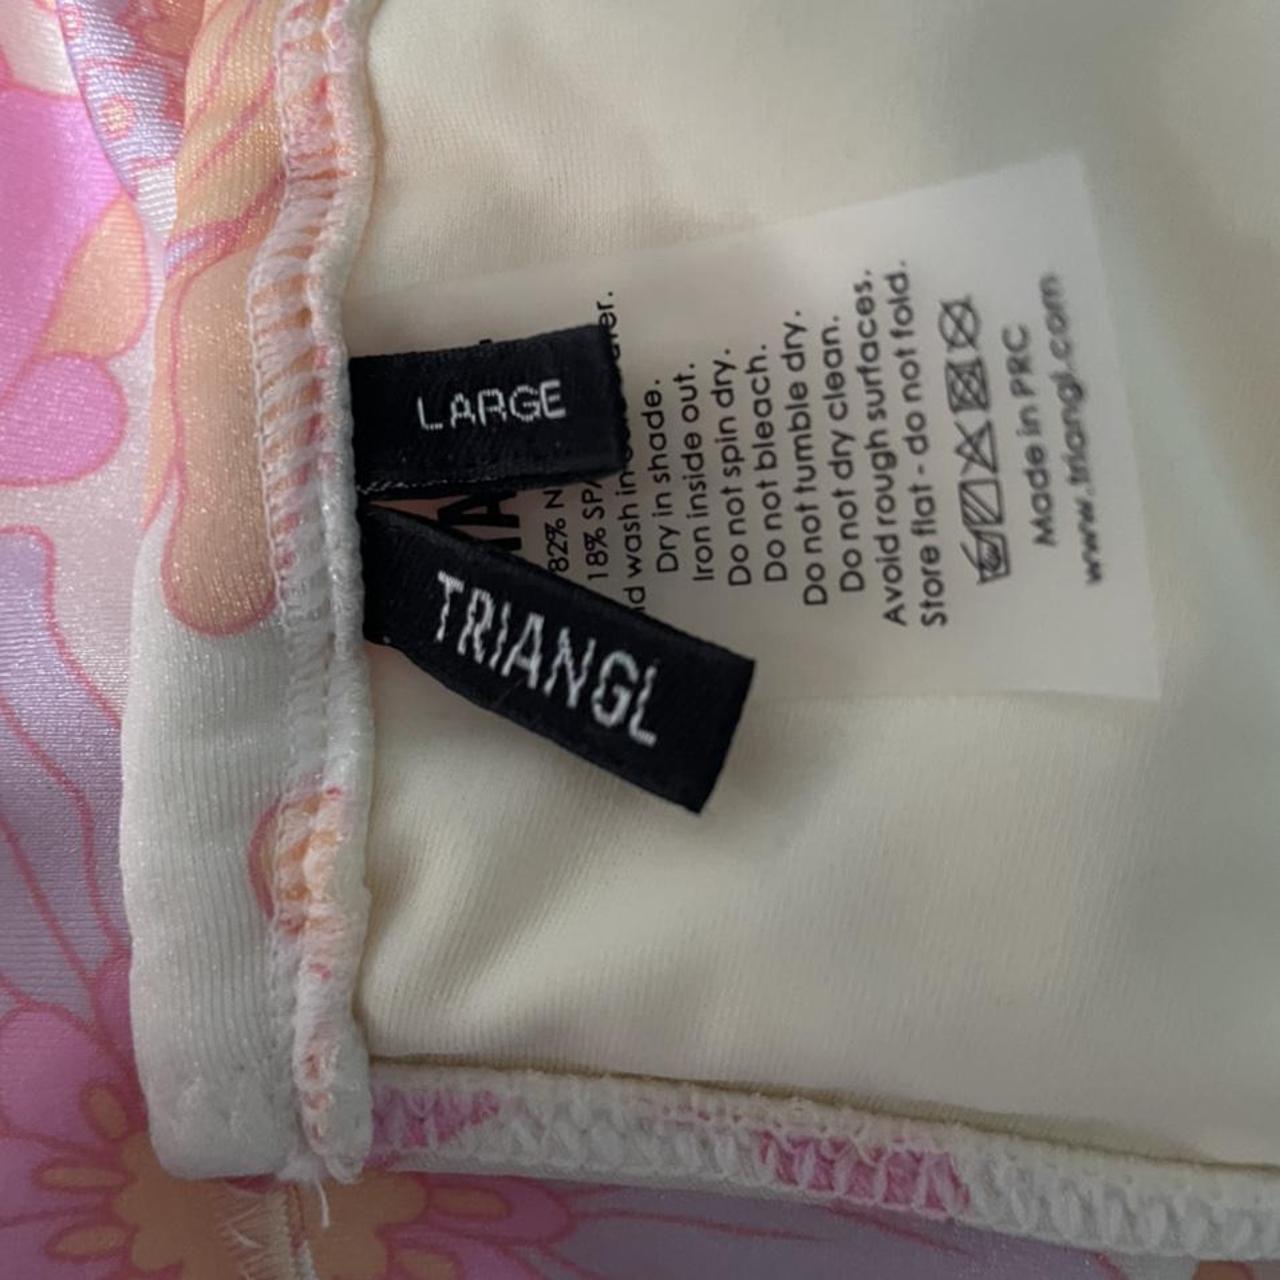 LARGE
TRIANGL
82% N
18% SPA
d wash in
er.
Dry in shade.
Iron inside out.
Do not spin dry.
Do not bleach.
Do not tumble dry.
Do not dry clean.
Avoid rough surfaces.
Store flat - do not fold.
Made in PRC
www.triangl.com